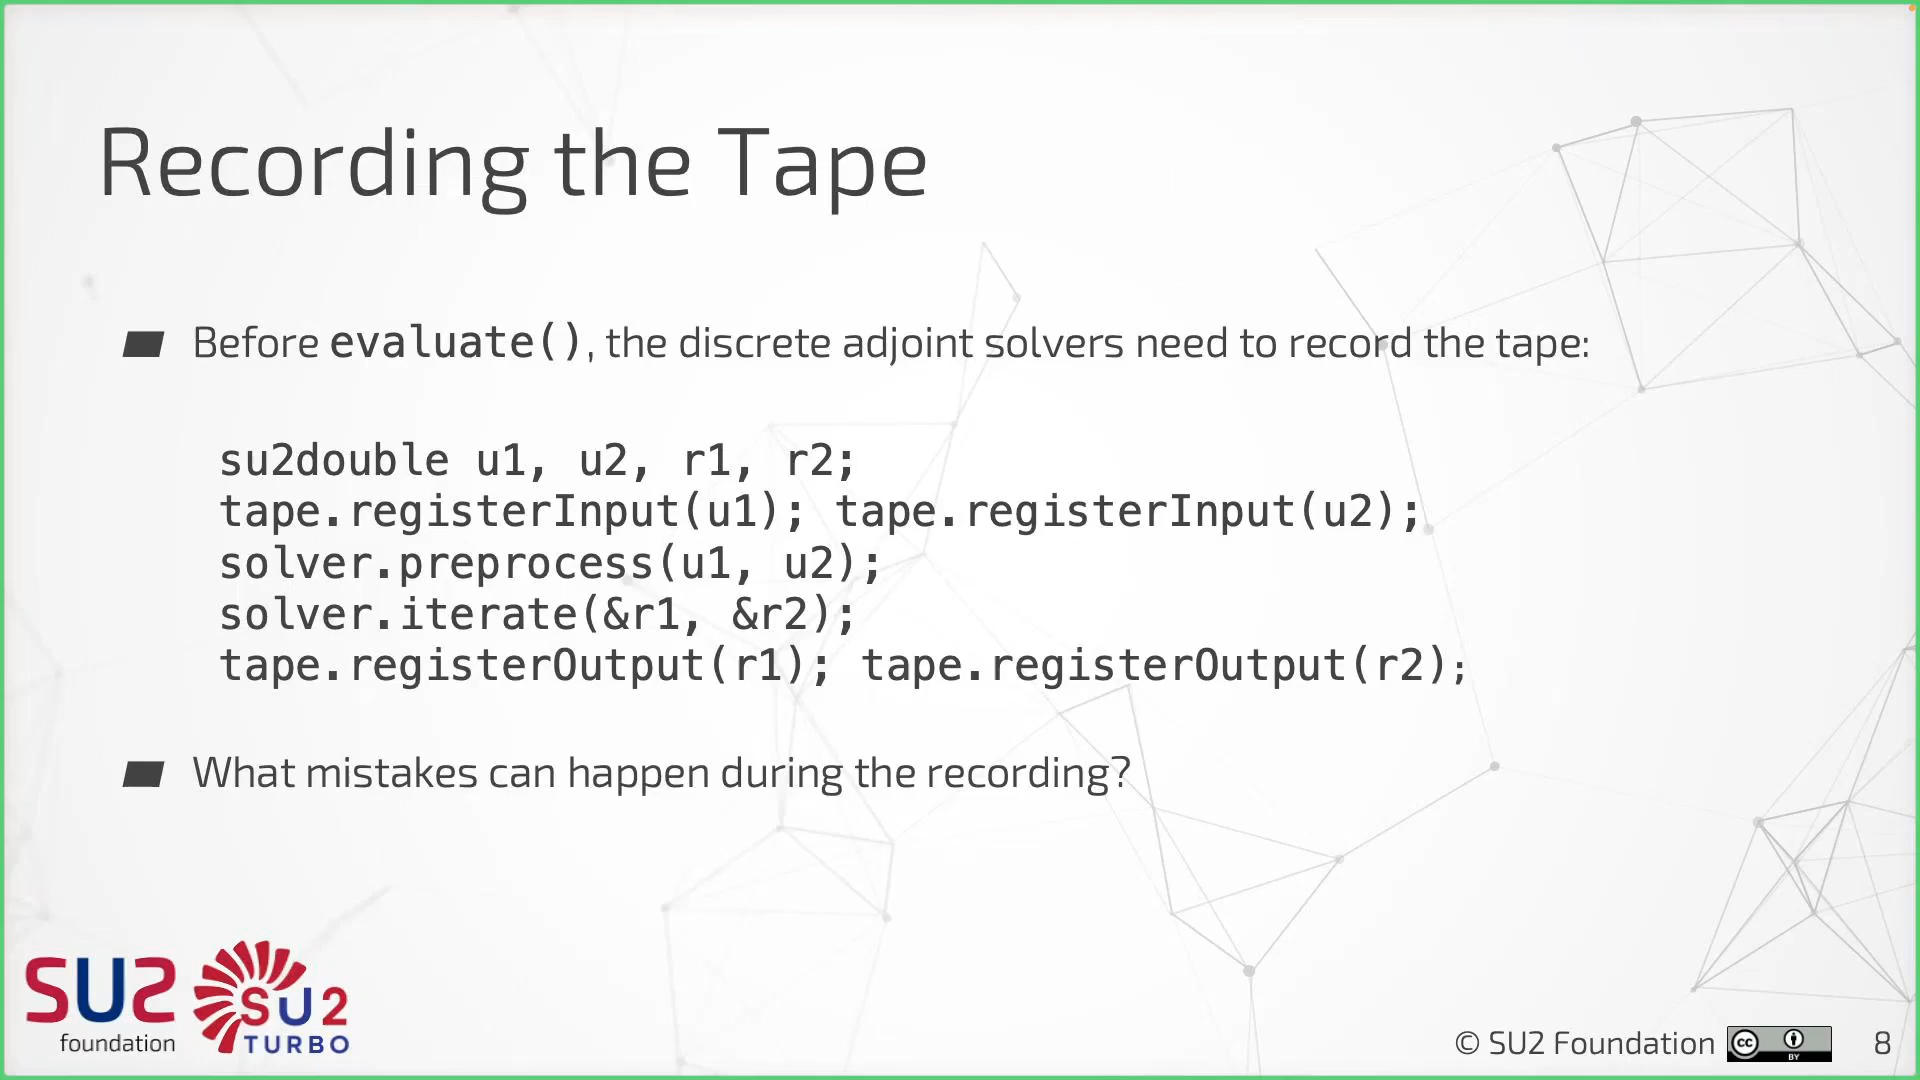 Recording the Tape
Before evaluate(), the discrete adjoint solvers need to record the tape:
su2double u1, u2, r1, r2;
tape.registerInput(u1); tape.registerInput(u2);
solver.preprocess(u1, u2);
solver.iterate(&r1, &r2);
tape.registerOutput(r1); tape.registerOutput(r2);
What mistakes can happen during the recording?
SU2
foundation
SU2
TURBO
© SU2 Foundation
cc
BY
8